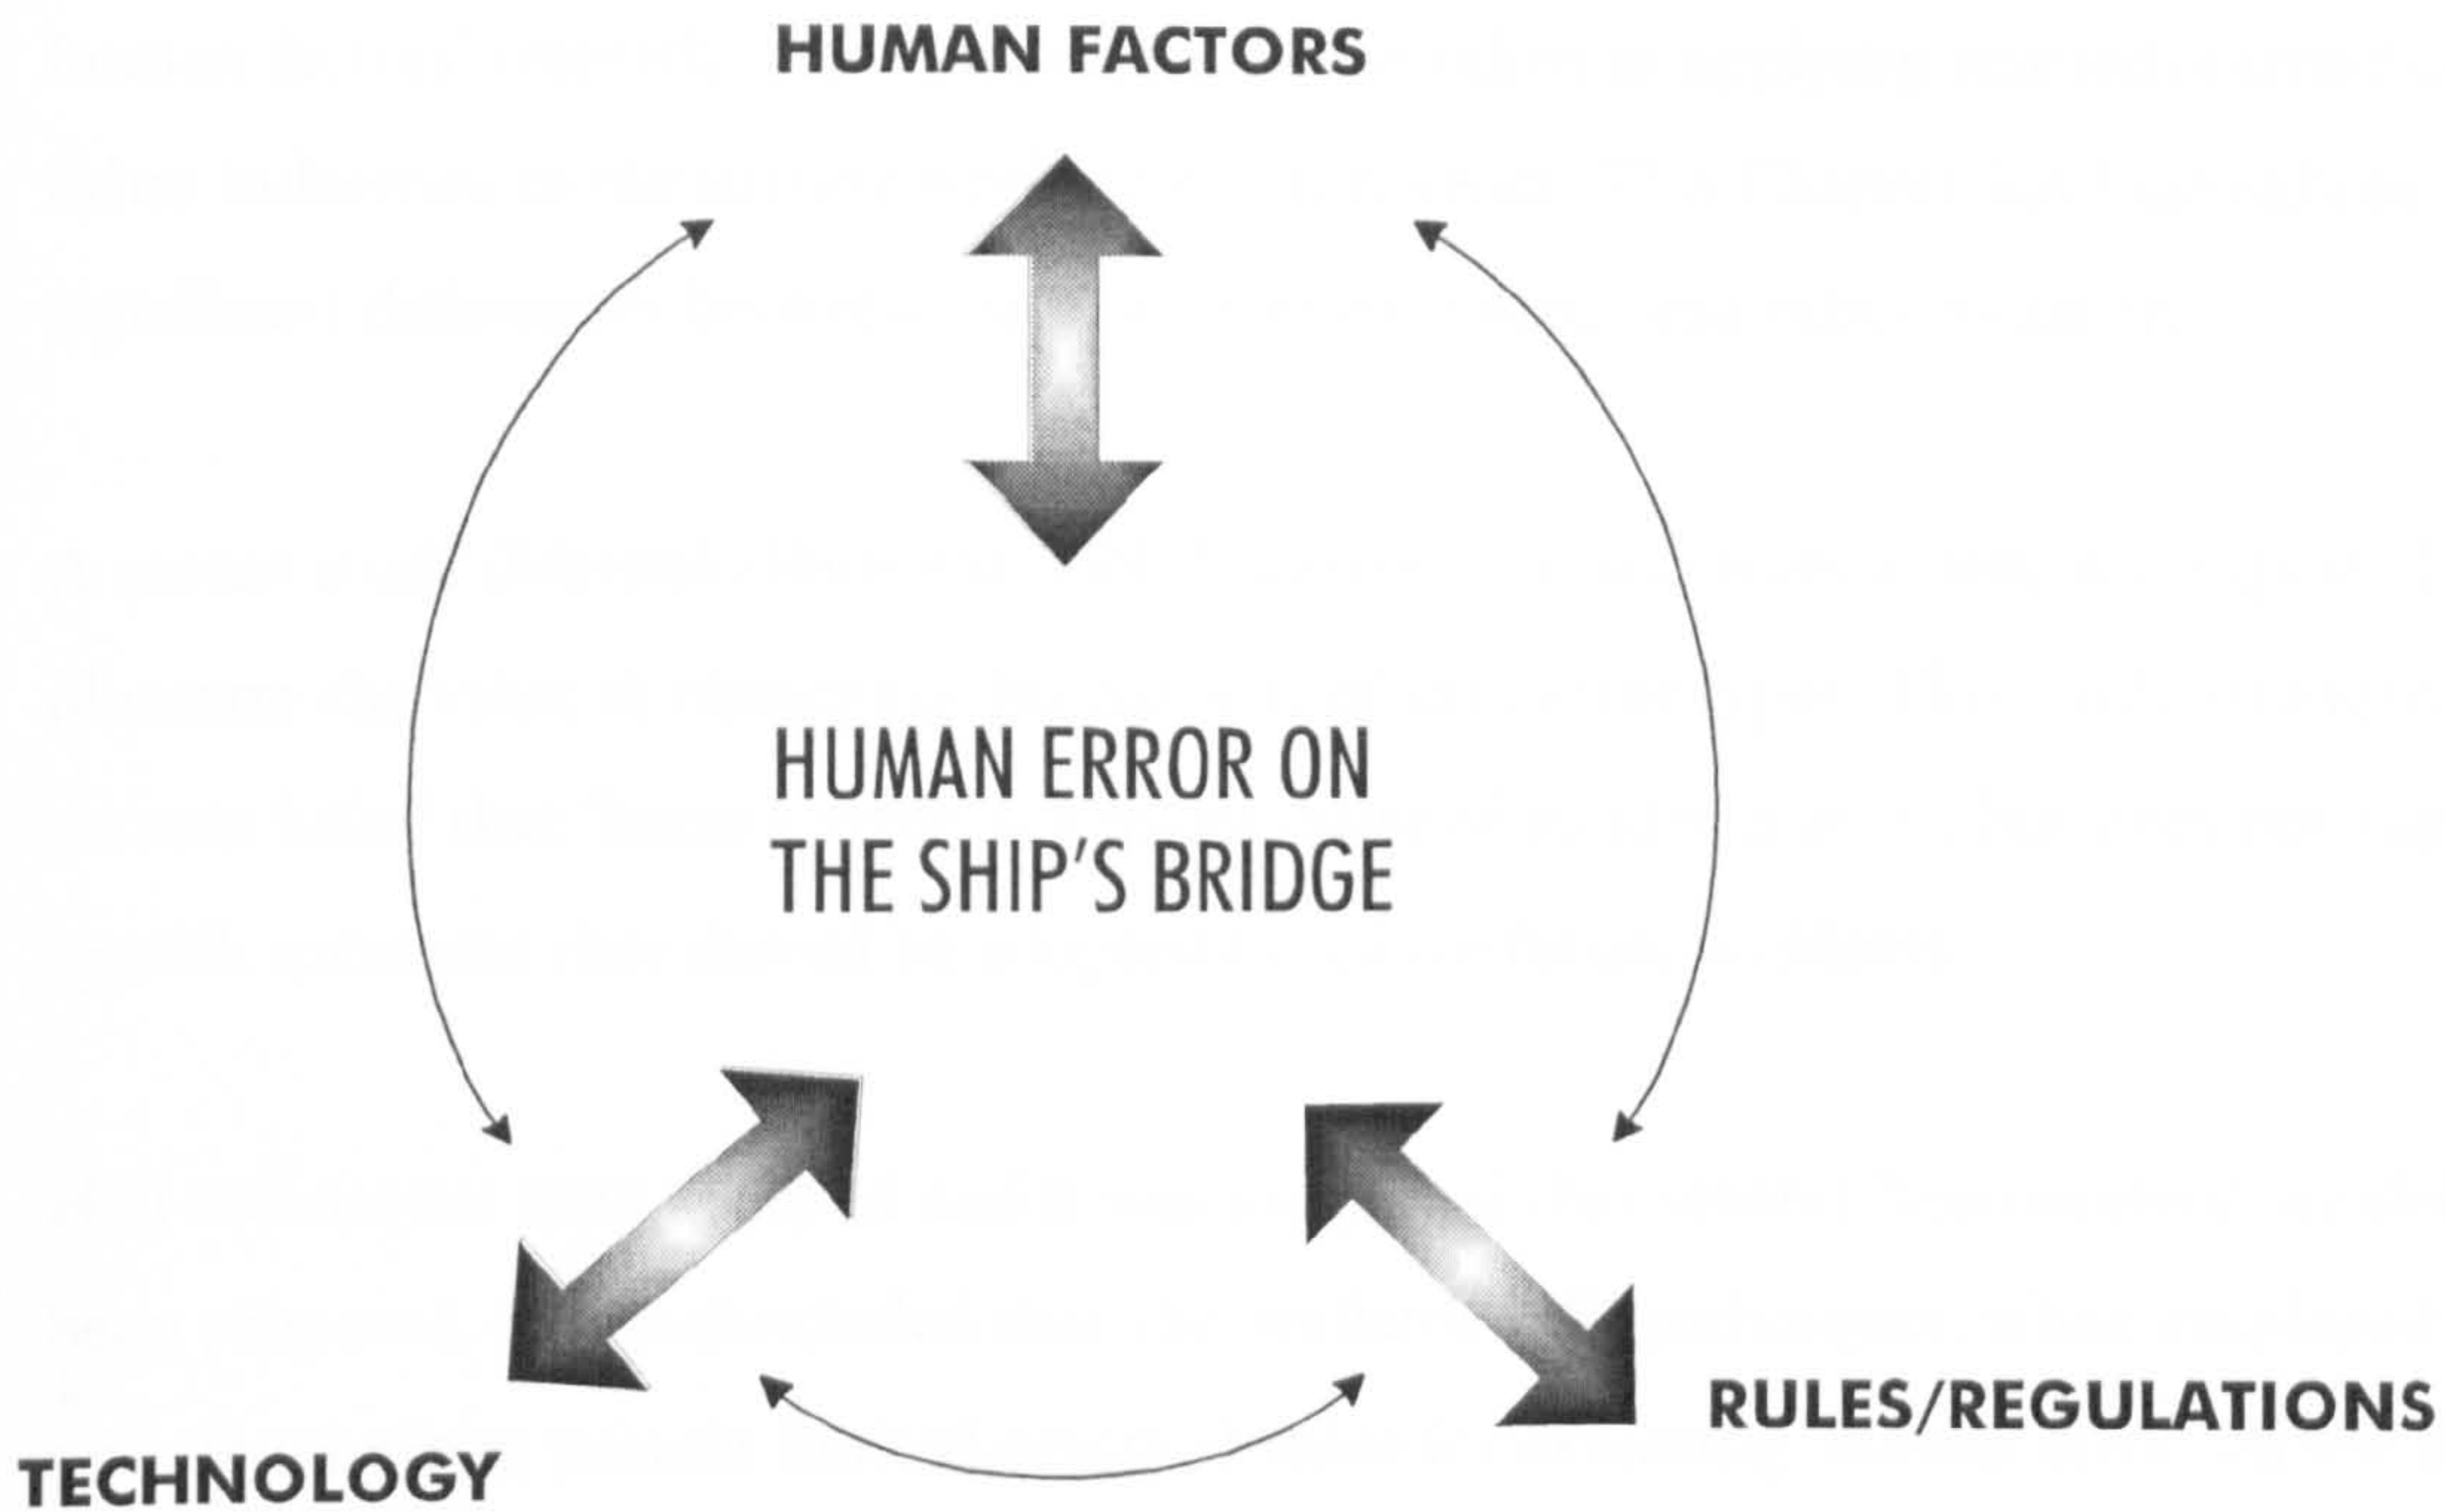 HUMAN FACTORS
HUMAN ERROR ON
THE SHIP'S BRIDGE
RULES/REGULATIONS
TECHNOLOGY